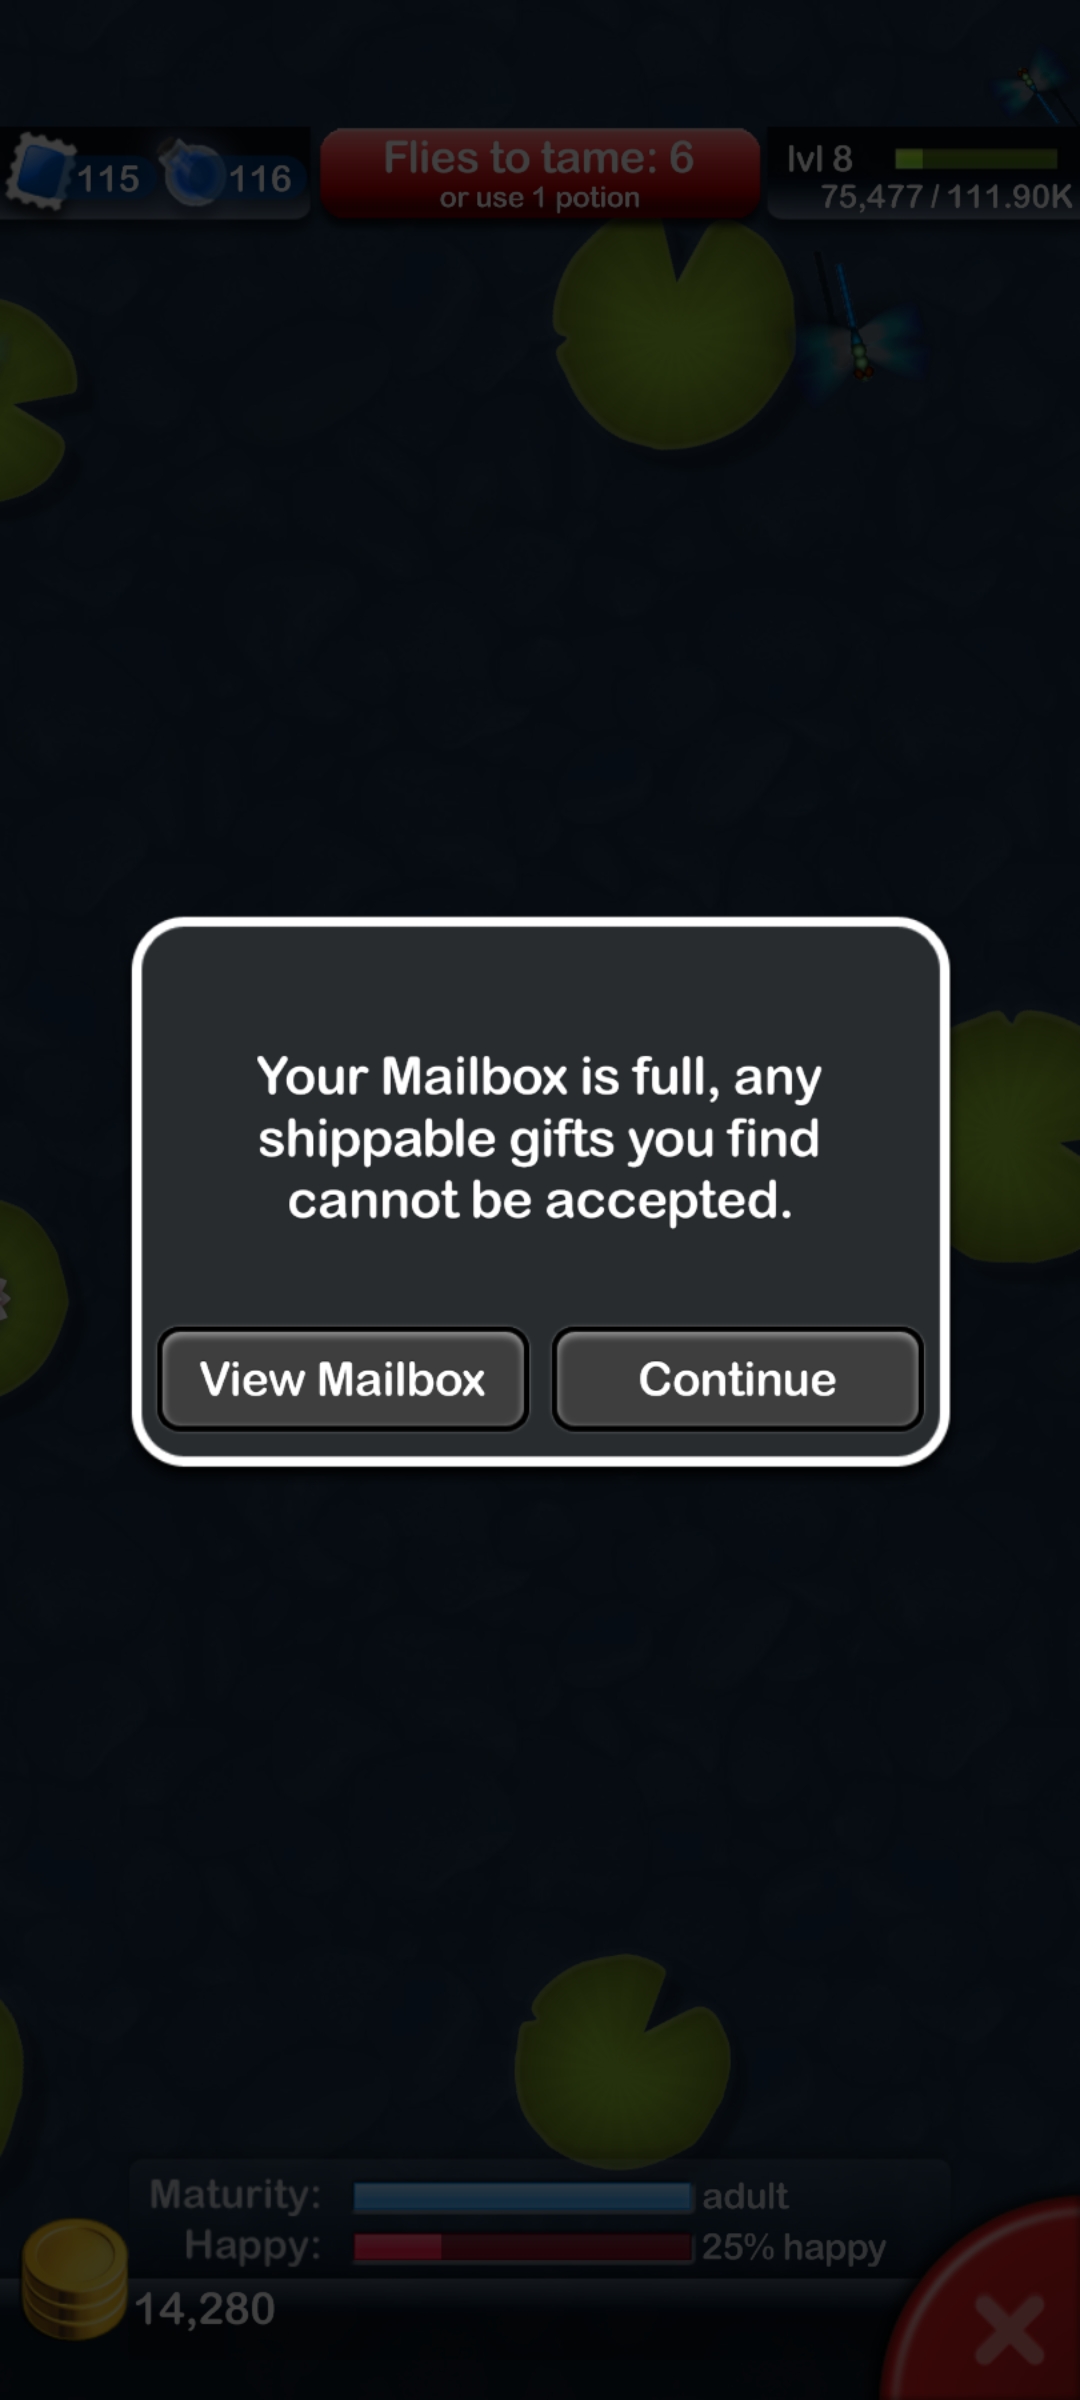 115
116
Flies to tame: 6
or use 1 potion
lvl 8
75,477 / 111.90K
Your Mailbox is full, any
shippable gifts you find
cannot be accepted.
View Mailbox
Continue
Maturity:
adult
Happy:
25% happy
14,280